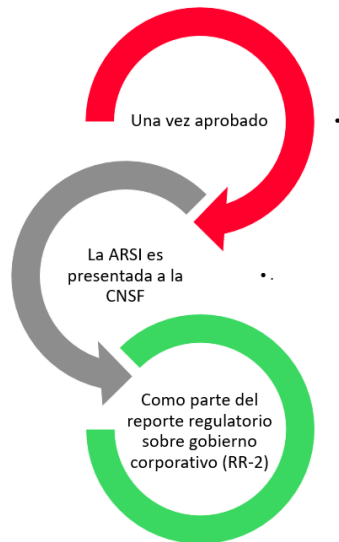 Una vez aprobado
•
La ARSI es
presentada a la
CNSF
• .
Como parte del
reporte regulatorio
sobre gobierno
corporativo (RR-2)